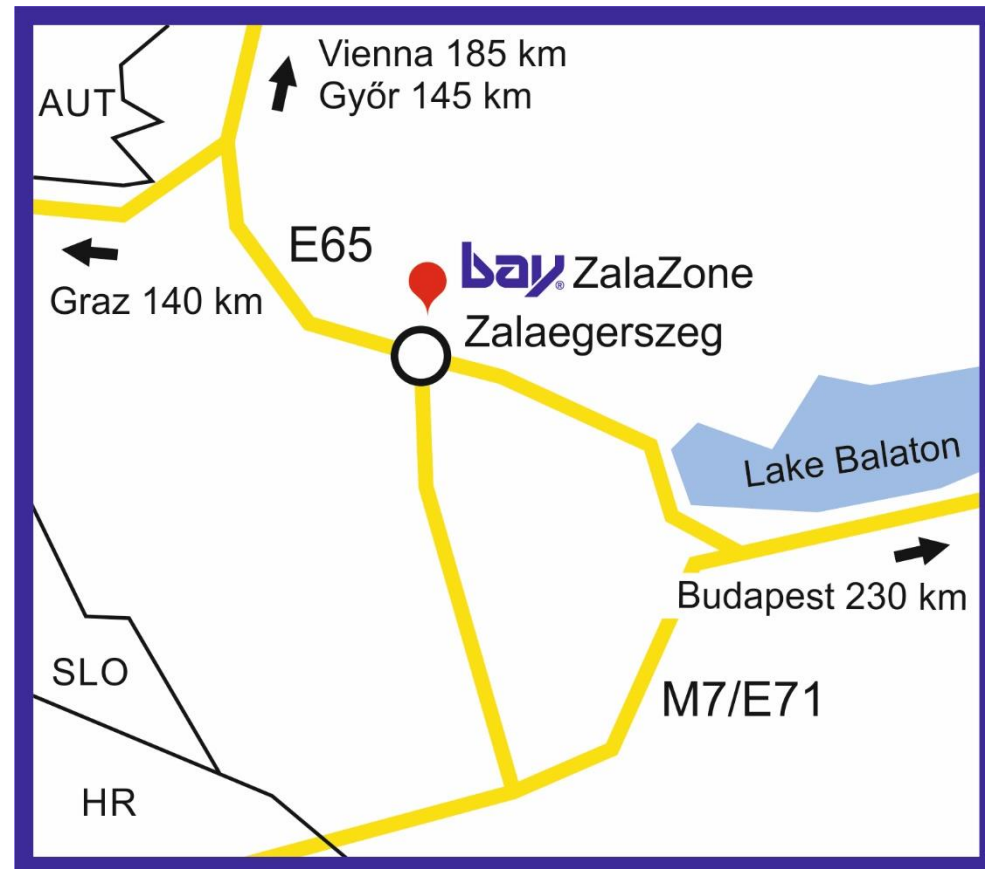 Vienna 185 km
Győr 145 km
AUT
E65
bay® ZalaZone
Zalaegerszeg
Graz 140 km
Lake Balaton
Budapest 230 km
SLO
M7/E71
HR